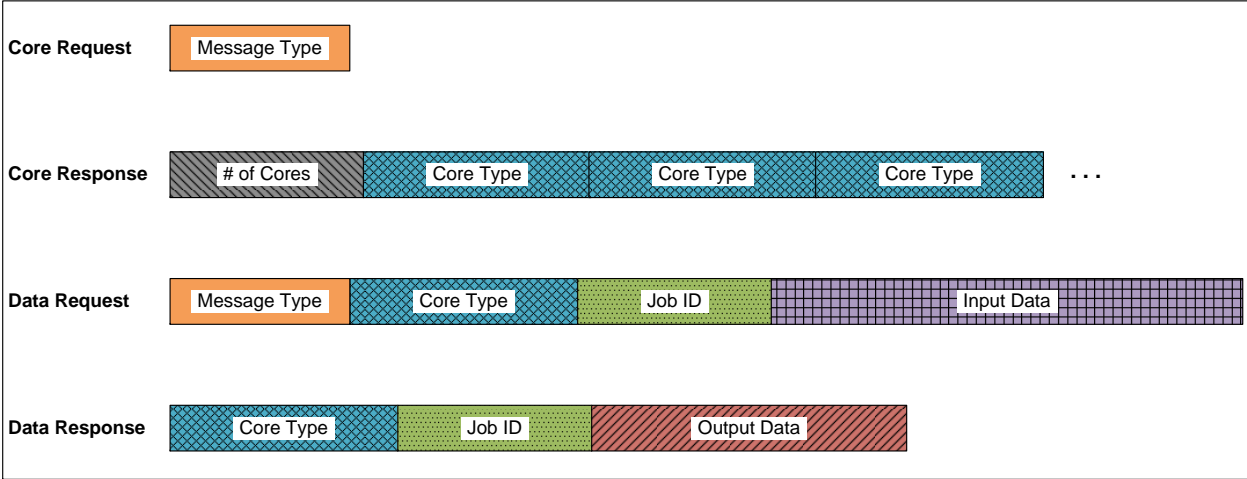 Core Request
Message Type
Core Response
# of Cores
Core Type
Core Type
Core Type
...
Data Request
Message Type
Core Type
Job ID
Input Data
Data Response
Core Type
Job ID
Output Data